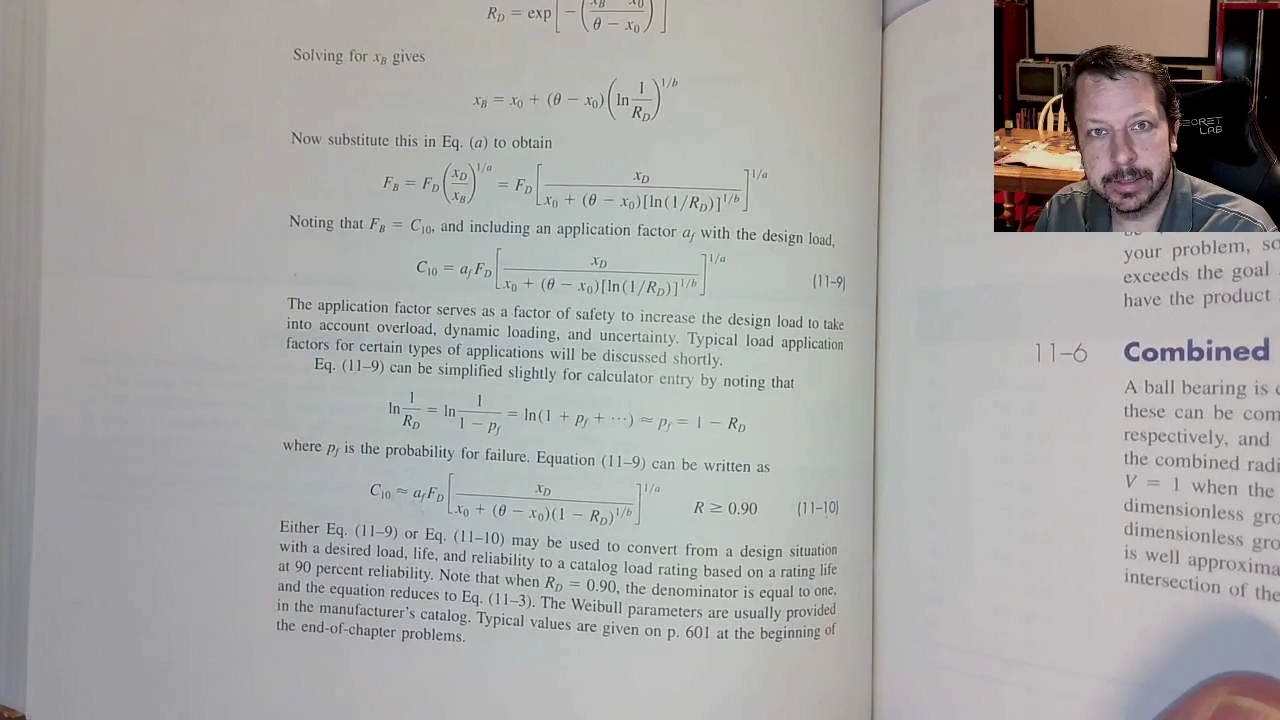 R_D = exp[-(x_B x_0 / θ - x_0)]
Solving for x_B gives
x_B = x_0 + (θ - x_0)(ln 1/R_D)^1/b
Now substitute this in Eq. (a) to obtain
F_B = F_D(x_D/x_B)^1/a = F_D[x_D / x_0 + (θ - x_0)[ln(1/R_D)]^1/b]^1/a
Noting that F_B = C_10, and including an application factor a_f with the design load,
C_10 = a_f F_D[x_D / x_0 + (θ - x_0)[ln(1/R_D)]^1/b]^1/a (11–9)
The application factor serves as a factor of safety to increase the design load to take
into account overload, dynamic loading, and uncertainty. Typical load application
factors for certain types of applications will be discussed shortly.
Eq. (11–9) can be simplified slightly for calculator entry by noting that
ln 1/R_D = ln 1/1 - p_f = ln(1 + p_f + ···) ≈ p_f = 1 - R_D
where p_f is the probability for failure. Equation (11–9) can be written as
C_10 ≈ a_f F_D[x_D / x_0 + (θ - x_0)(1 - R_D)^1/b]^1/a R ≥ 0.90 (11–10)
Either Eq. (11–9) or Eq. (11–10) may be used to convert from a design situation
with a desired load, life, and reliability to a catalog load rating based on a rating life
at 90 percent reliability. Note that when R_D = 0.90, the denominator is equal to one,
and the equation reduces to Eq. (11–3). The Weibull parameters are usually provided
in the manufacturer's catalog. Typical values are given on p. 601 at the beginning of
the end-of-chapter problems.
your problem, so
exceeds the goal
have the product
11–6 Combined
A ball bearing is
these can be com
respectively, and
the combined radi
V = 1 when the
dimensionless gro
dimensionless gro
is well approxima
intersection of the
SECRET
LAB